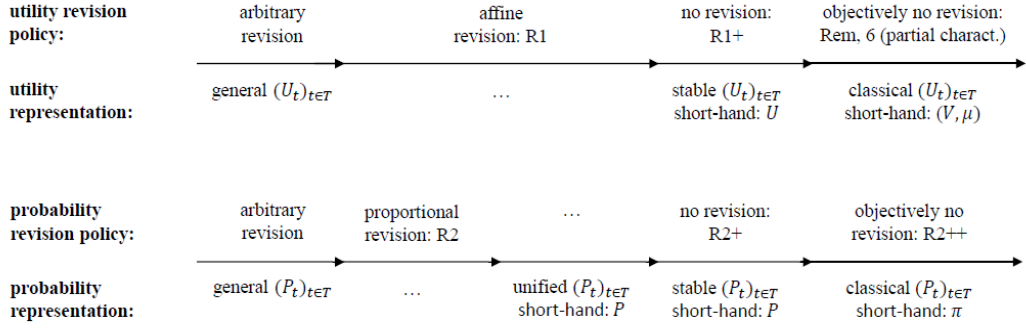 utility revision policy:
arbitrary revision
affine revision: R1
no revision: R1+
objectively no revision: Rem, 6 (partial charact.)
utility representation:
general (U_t)_{t∈T}
...
stable (U_t)_{t∈T} short-hand: U
classical (U_t)_{t∈T} short-hand: (V, μ)
probability revision policy:
arbitrary revision
proportional revision: R2
...
no revision: R2+
objectively no revision: R2++
probability representation:
general (P_t)_{t∈T}
...
unified (P_t)_{t∈T} short-hand: P
stable (P_t)_{t∈T} short-hand: P
classical (P_t)_{t∈T} short-hand: π